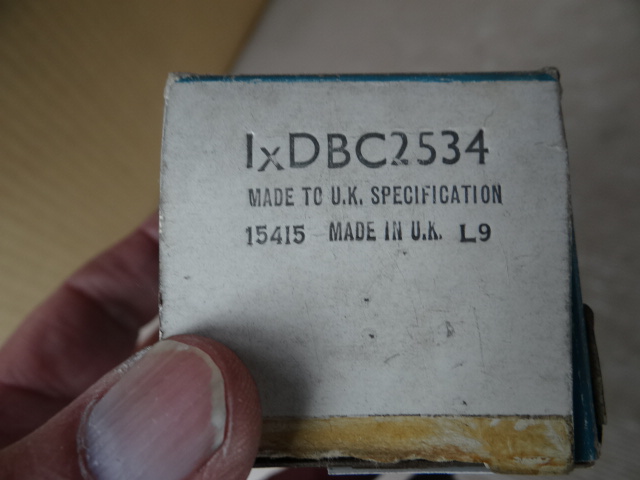 1xDBC2534
MADE TO U.K. SPECIFICATION
15415 MADE IN U.K. L9